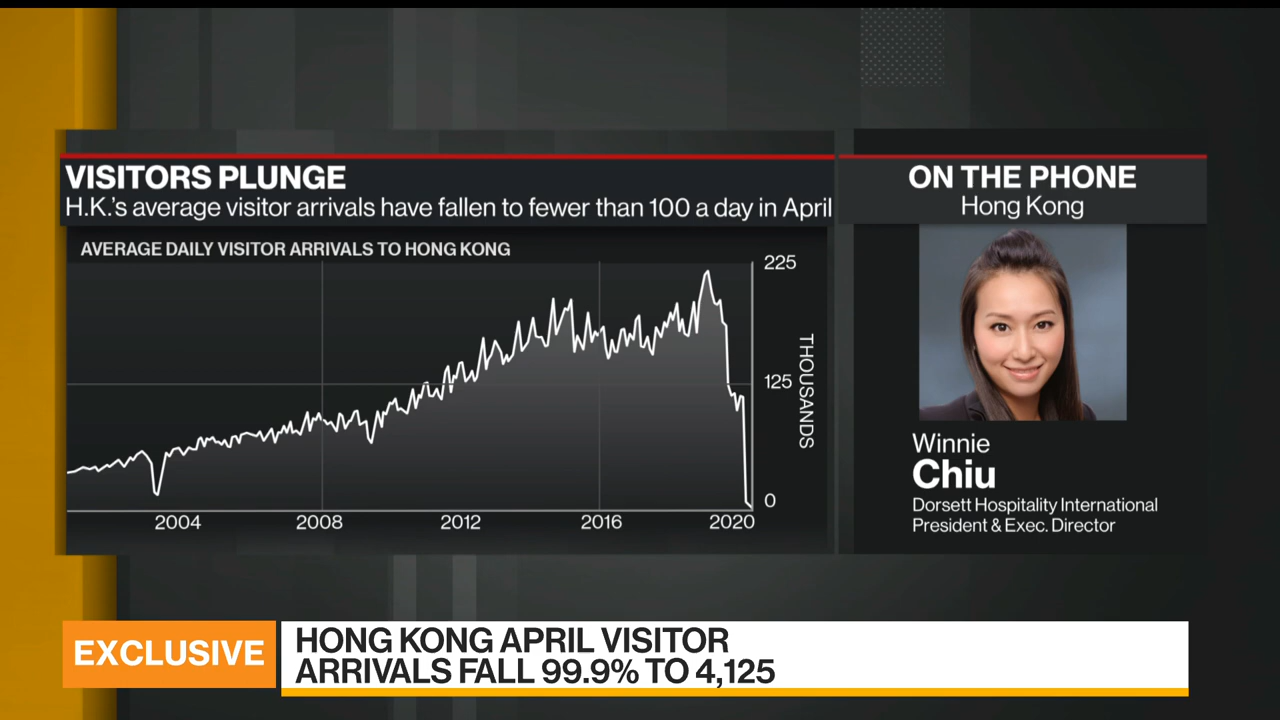 VISITORS PLUNGE
H.K.'s average visitor arrivals have fallen to fewer than 100 a day in April
AVERAGE DAILY VISITOR ARRIVALS TO HONG KONG
225
125
0
THOUSANDS
2004 2008 2012 2016 2020
ON THE PHONE
Hong Kong
Winnie
Chiu
Dorsett Hospitality International
President & Exec. Director
EXCLUSIVE
HONG KONG APRIL VISITOR
ARRIVALS FALL 99.9% TO 4,125